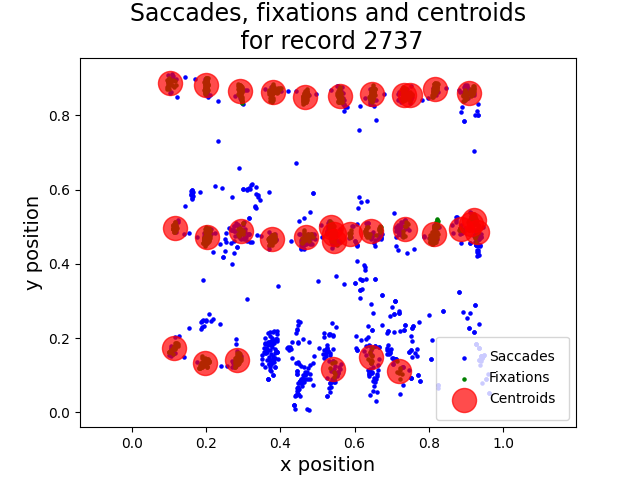 Saccades, fixations and centroids
for record 2737
y position
0.8
0.6
0.4
0.2
0.0
0.0 0.2 0.4 0.6 0.8 1.0
x position
Saccades
Fixations
Centroids